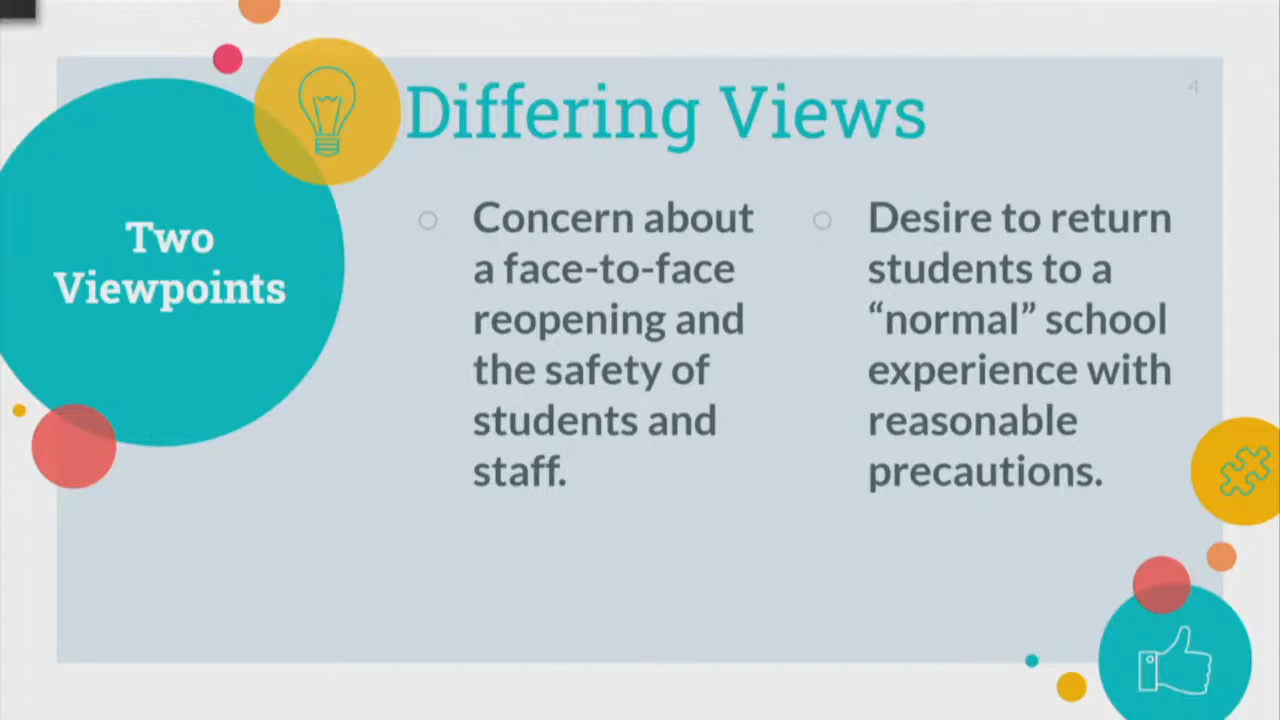 Differing Views
4
Two
Viewpoints
Concern about
a face-to-face
reopening and
the safety of
students and
staff.
Desire to return
students to a
“normal” school
experience with
reasonable
precautions.